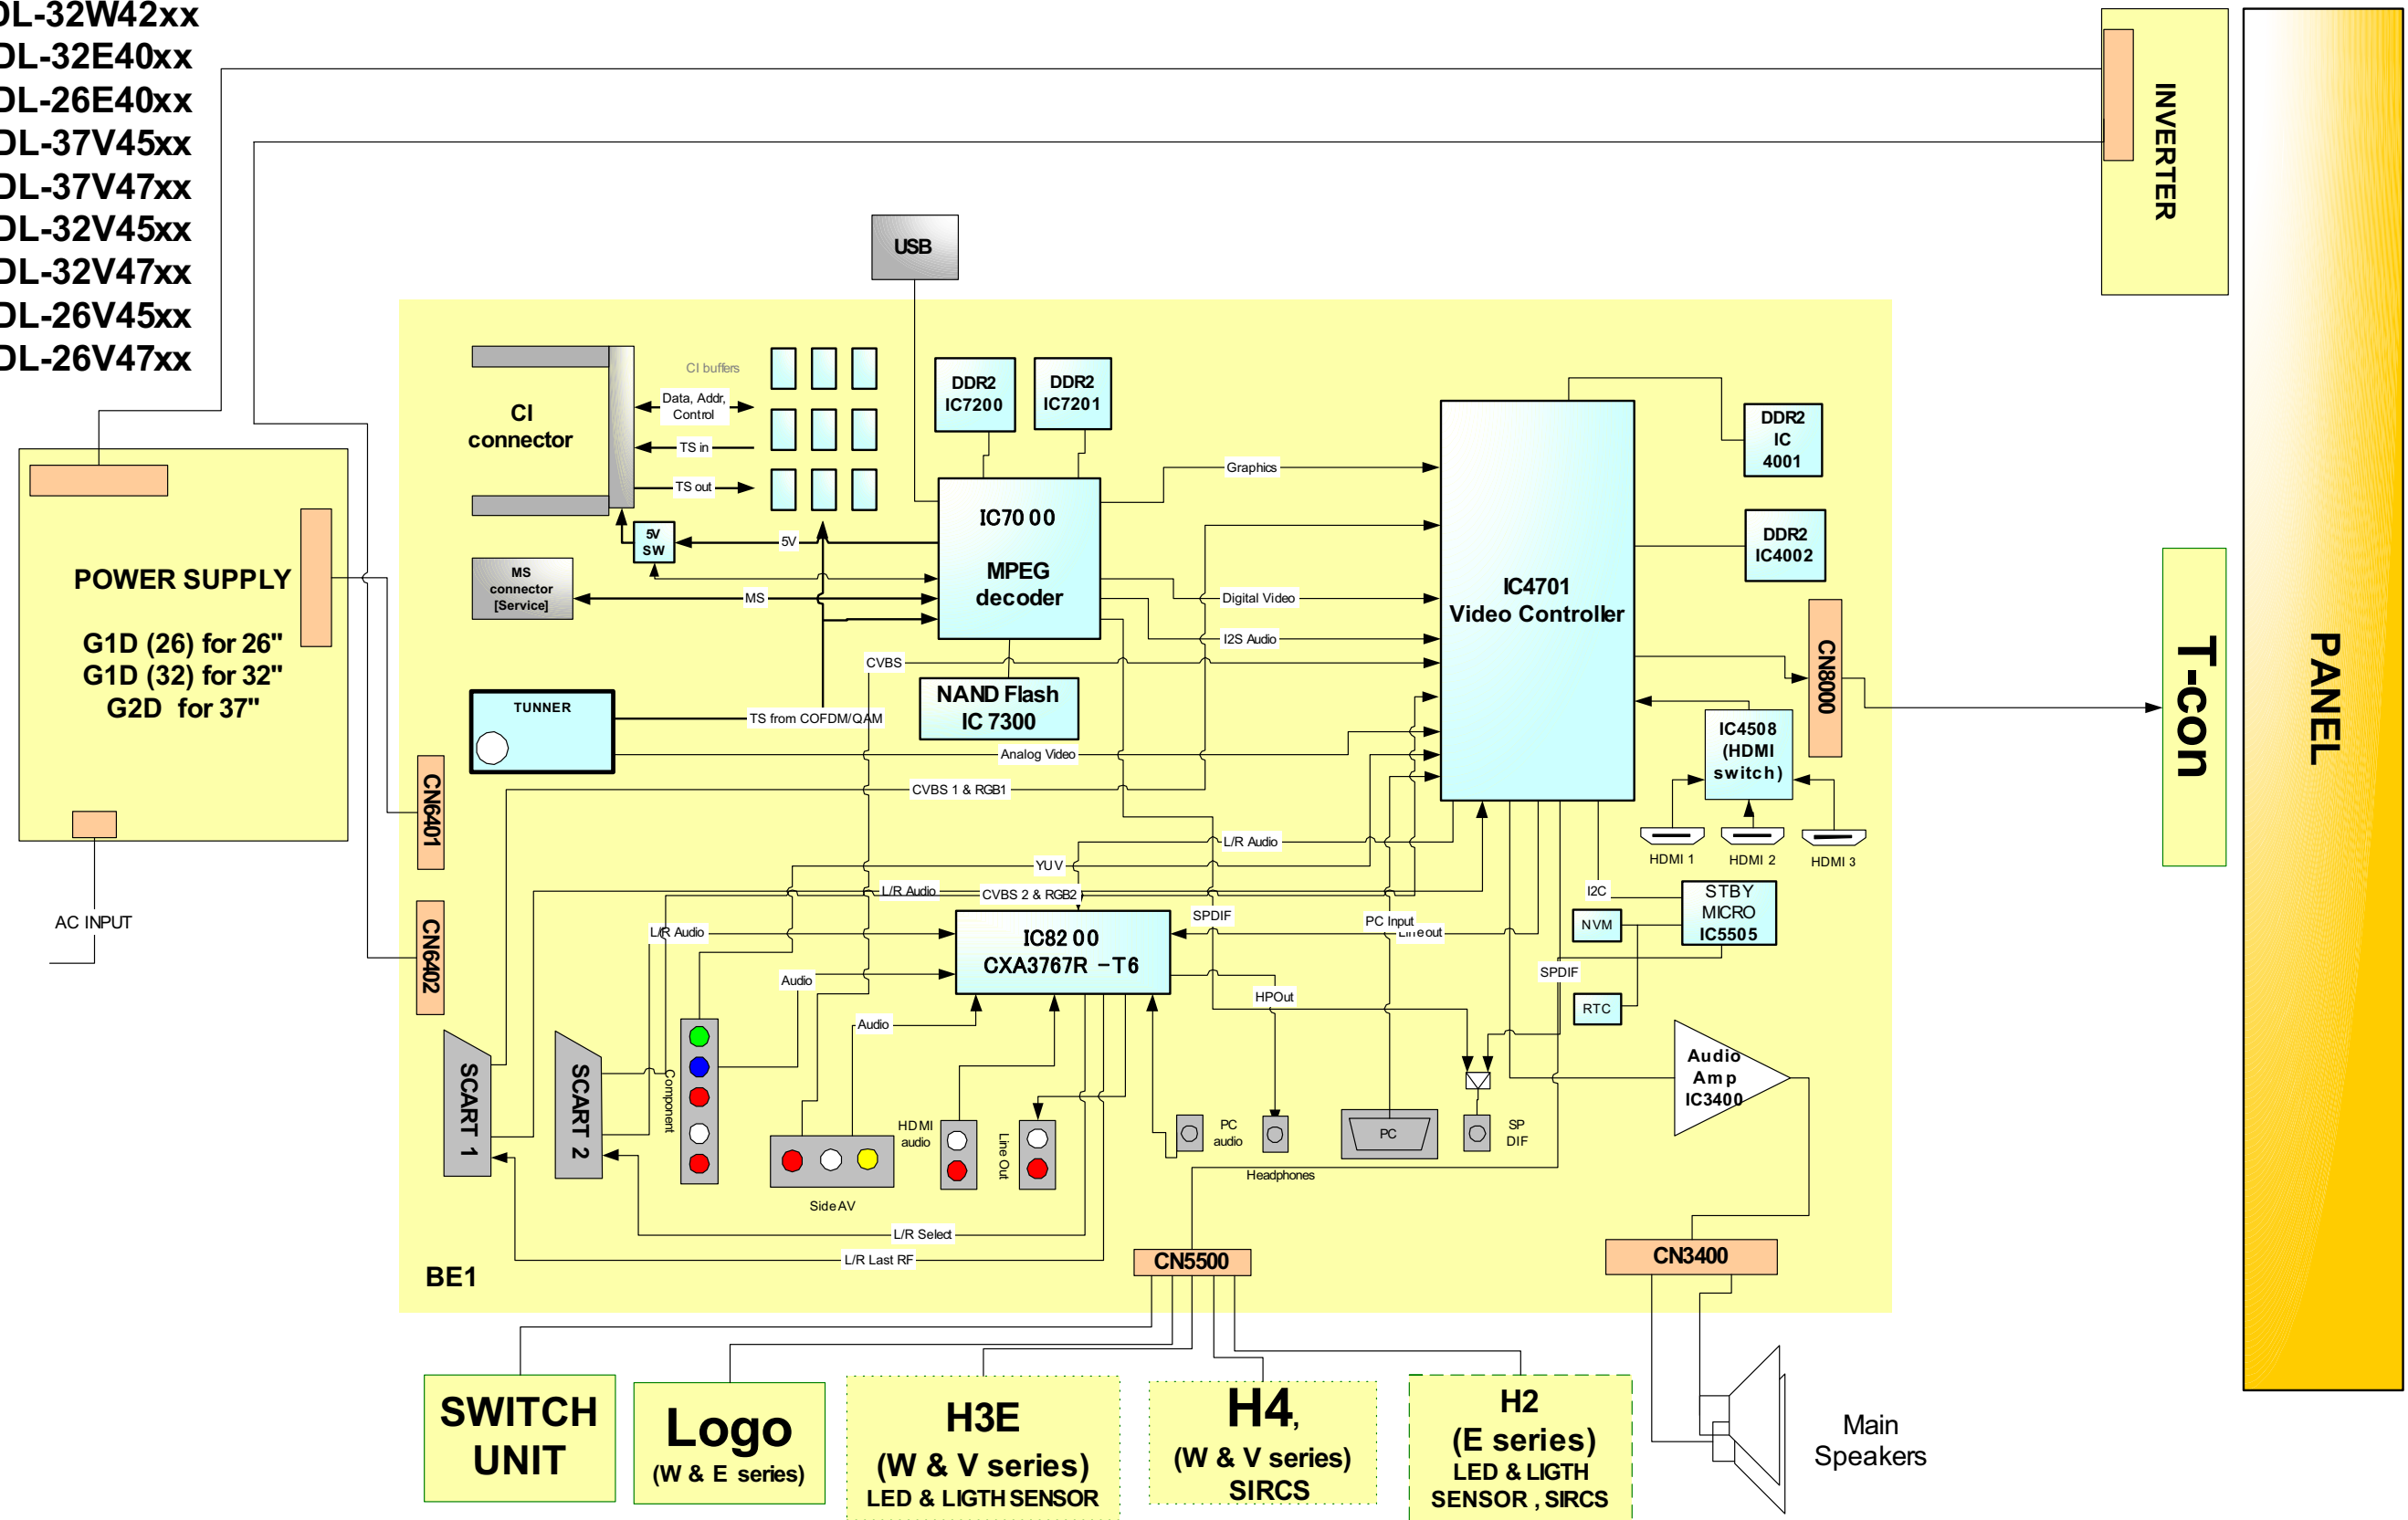 DL-32W42xx
DL-32E40xx
DL-26E40xx
DL-37V45xx
DL-37V47xx
DL-32V45xx
DL-32V47xx
DL-26V45xx
DL-26V47xx
INVERTER
PANEL
T-con
USB
CI
connector
CI buffers
Data, Addr,
Control
TS in
TS out
DDR2
IC7200
DDR2
IC7201
DDR2
IC
4001
DDR2
IC4002
5V
SW
5V
MS
connector
[Service]
MS
IC70 00
MPEG
decoder
Graphics
Digital Video
I2S Audio
CVBS
IC4701
Video Controller
CN8000
POWER SUPPLY
G1D (26) for 26"
G1D (32) for 32"
G2D for 37"
AC INPUT
CN6401
CN6402
TUNNER
TS from COFDM/QAM
NAND Flash
IC 7300
Analog Video
CVBS 1 & RGB1
IC4508
(HDMI
switch)
HDMI 1
HDMI 2
HDMI 3
L/R Audio
YUV
L/R Audio
CVBS 2 & RGB2
L/R Audio
SPDIF
PC Input
Line out
I2C
STBY
MICRO
IC5505
NVM
RTC
SPDIF
IC82 00
CXA3767R -T6
Audio
Audio
HPOut
Audio
Amp
IC3400
SCART 1
SCART 2
Component
Side AV
HDMI
audio
Line Out
PC
audio
Headphones
PC
SP
DIF
L/R Select
L/R Last RF
BE1
CN5500
CN3400
SWITCH
UNIT
Logo
(W & E series)
H3E
(W & V series)
LED & LIGTH SENSOR
H4,
(W & V series)
SIRCS
H2
(E series)
LED & LIGTH
SENSOR , SIRCS
Main
Speakers